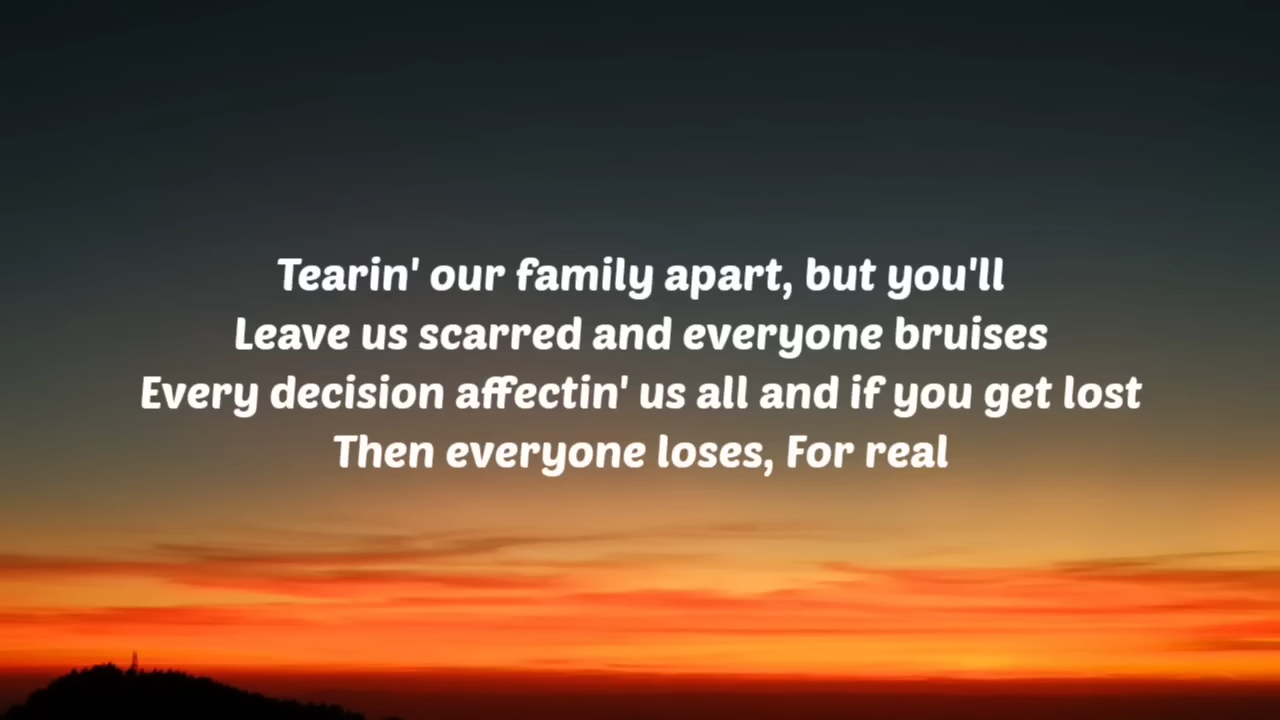 Tearin' our family apart, but you'll
Leave us scarred and everyone bruises
Every decision affectin' us all and if you get lost
Then everyone loses, For real